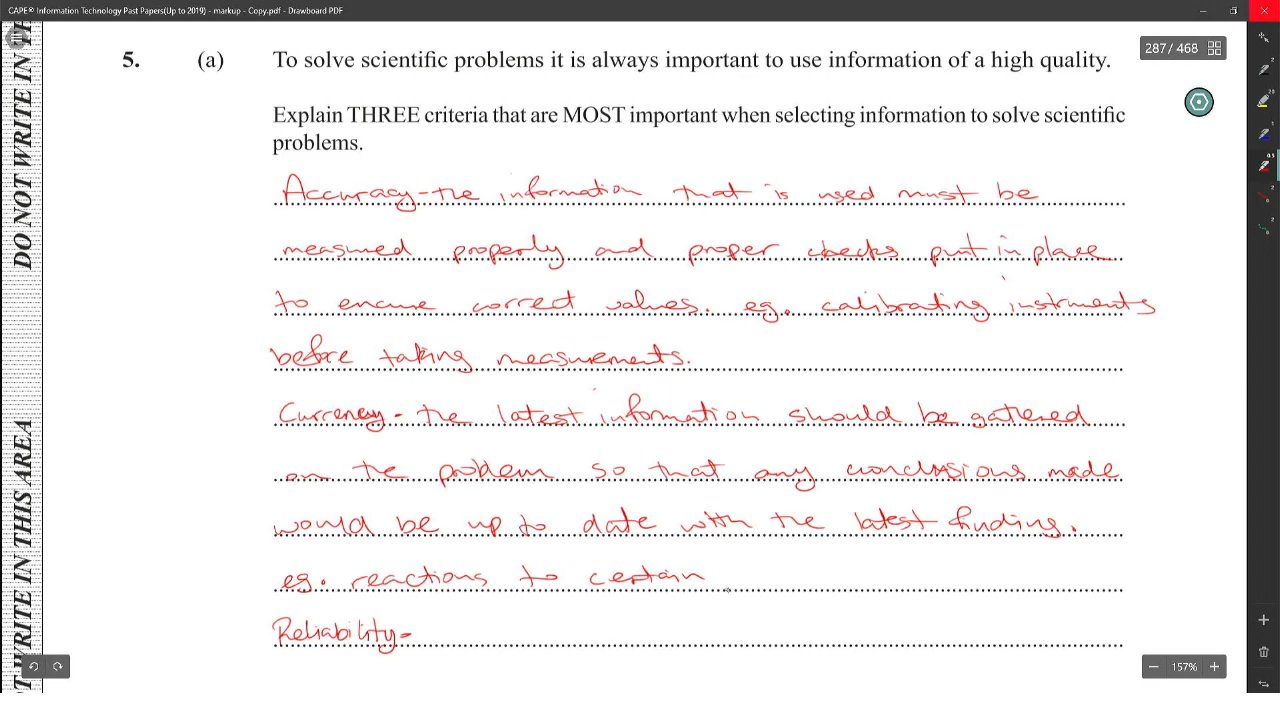 CAPE® Information Technology Past Papers(Up to 2019) - markup - Copy.pdf - Drawboard PDF
287 / 468
DO NOT WRITE IN T
T WRITE IN THIS AREA
5. (a) To solve scientific problems it is always important to use information of a high quality.
Explain THREE criteria that are MOST important when selecting information to solve scientific
problems.
Accuracy - the information that is used must be
measured properly and proper checks put in place
to ensure correct values. eg. calibrating instrments
before taking measurements.
Currency - the latest information should be gathered
on the problem so that any conclusions made
would be up to date with the latest finding.
eg. reactions to certain
Reliability -
157%